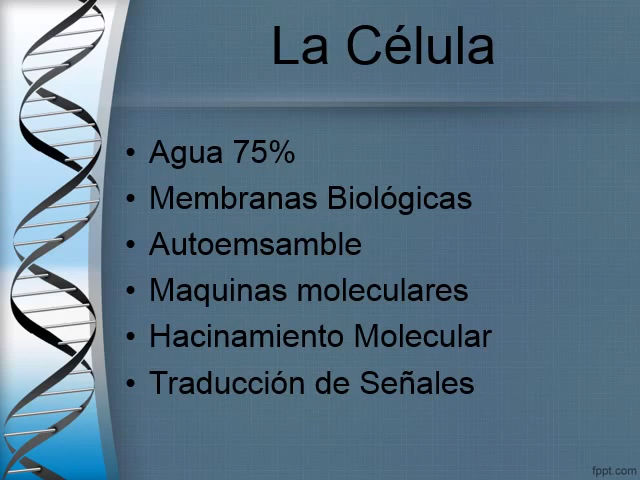 La Célula
• Agua 75%
• Membranas Biológicas
• Autoemsamble
• Maquinas moleculares
• Hacinamiento Molecular
• Traducción de Señales
fppt.com